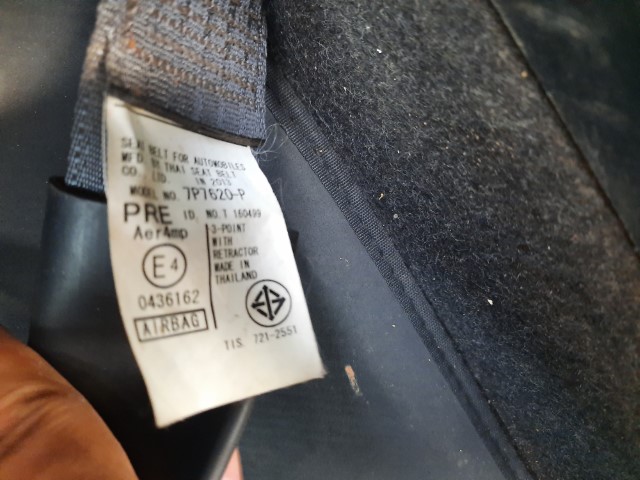 SEAT BELT FOR AUTOMOBILES
MFD. BY THAI SEAT BELT
CO., LTD. IN 2013
MODEL NO. 7P7620-P
PRE ID. NO. T 160499
Aer4mp
E4
0436162
AIRBAG
3-POINT
WITH
RETRACTOR
MADE IN
THAILAND
TIS. 721-2551